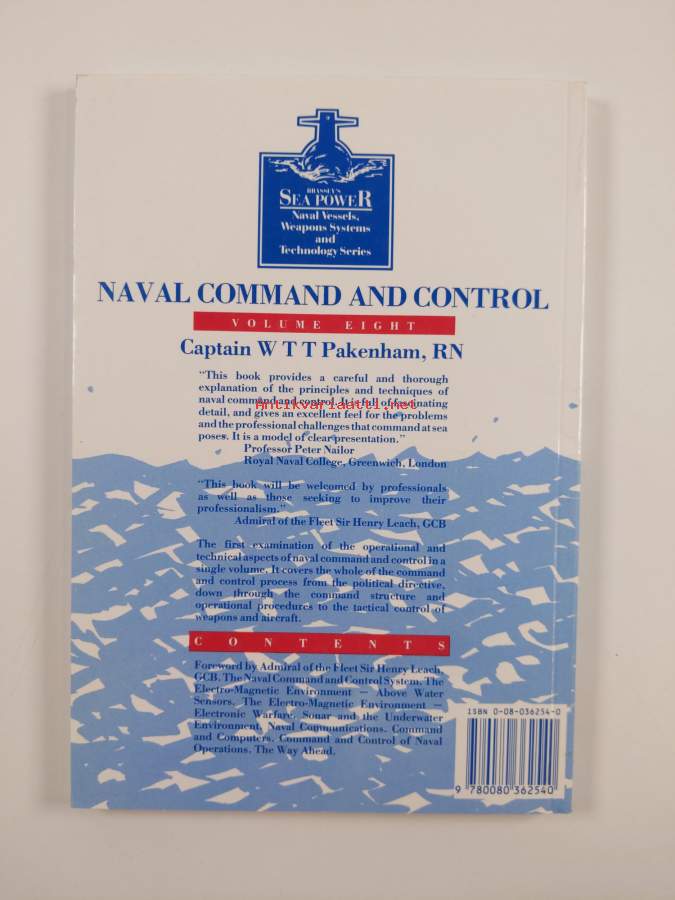 BRASSEY'S
SEA POWER
Naval Vessels,
Weapons Systems
and
Technology Series
NAVAL COMMAND AND CONTROL
VOLUME EIGHT
Captain W T T Pakenham, RN
"This book provides a careful and thorough
explanation of the principles and techniques of
naval command and control. It is full of fascinating
Antikvariaatti.net
detail, and gives an excellent feel for the problems
and the professional challenges that command at sea
poses. It is a model of clear presentation."
Professor Peter Nailor
Royal Naval College, Greenwich, London
"This book will be welcomed by professionals
as well as those seeking to improve their
professionalism."
Admiral of the Fleet Sir Henry Leach, GCB
The first examination of the operational and
technical aspects of naval command and control in a
single volume. It covers the whole of the command
and control process from the political directive,
down through the command structure and
operational procedures to the tactical control of
weapons and aircraft.
CONTENTS
Foreword by Admiral of the Fleet Sir Henry Leach,
GCB. The Naval Command and Control System. The
Electro-Magnetic Environment — Above Water
Sensors. The Electro-Magnetic Environment —
Electronic Warfare. Sonar and the Underwater
Environment. Naval Communications. Command
and Computers. Command and Control of Naval
Operations. The Way Ahead.
ISBN 0-08-036254-0
9 780080 362540